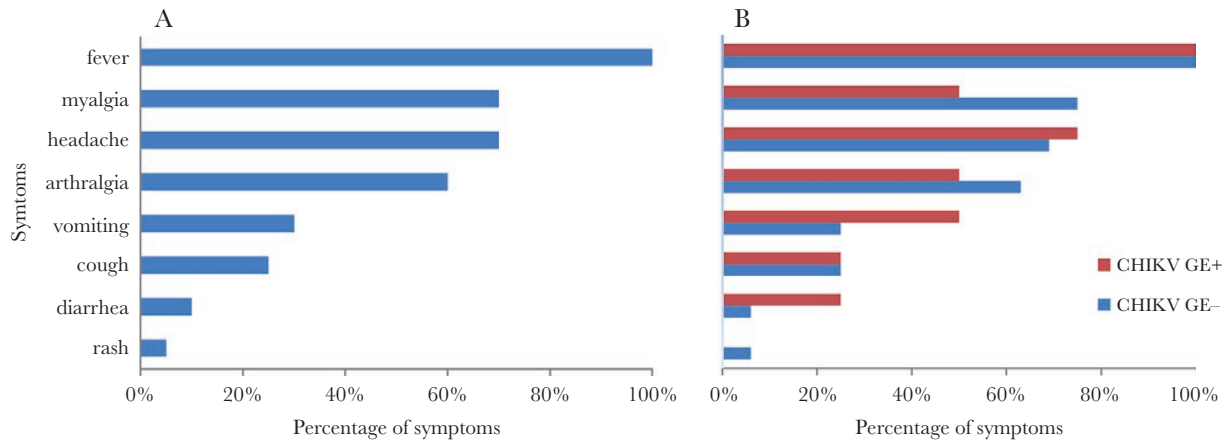 A
B
fever
myalgia
headache
arthralgia
vomiting
cough
diarrhea
rash
Symtoms
0% 20% 40% 60% 80% 100%
Percentage of symptoms
CHIKV GE+
CHIKV GE–
0% 20% 40% 60% 80% 100%
Percentage of symptoms